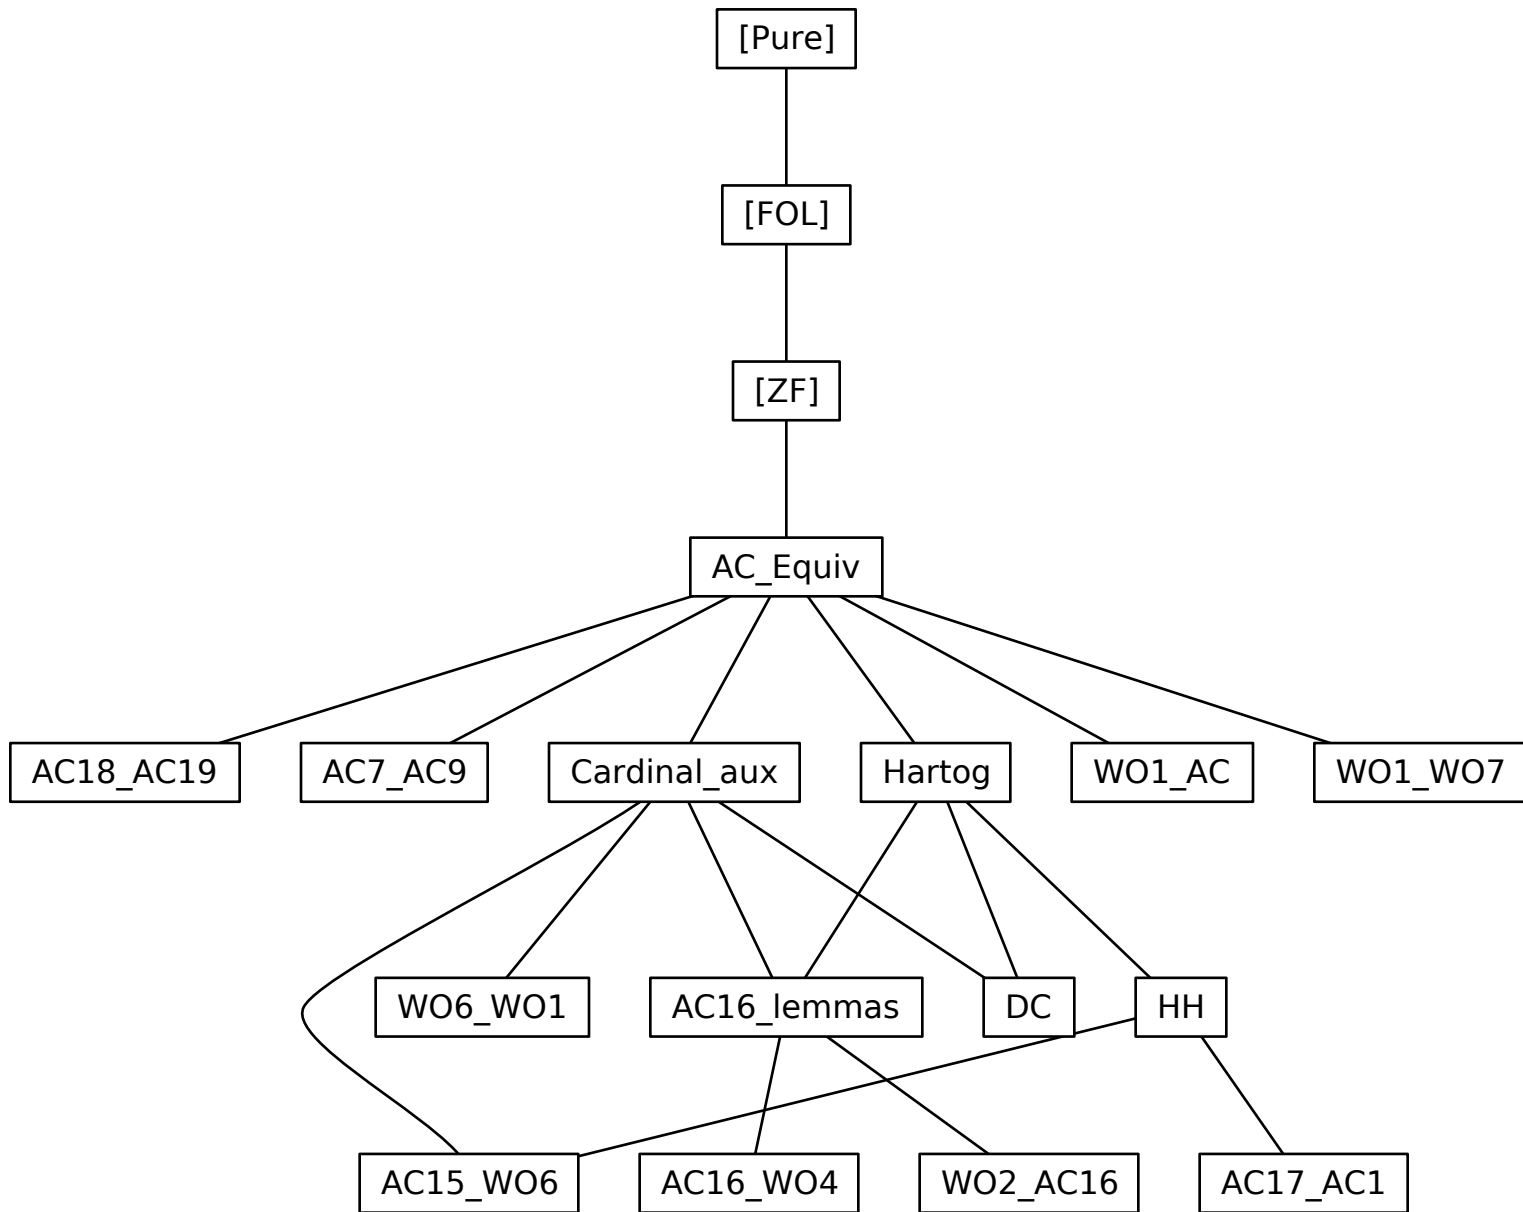 [Pure]
[FOL]
[ZF]
AC_Equiv
AC18_AC19
AC7_AC9
Cardinal_aux
Hartog
WO1_AC
WO1_WO7
WO6_WO1
AC16_lemmas
DC
HH
AC15_WO6
AC16_WO4
WO2_AC16
AC17_AC1